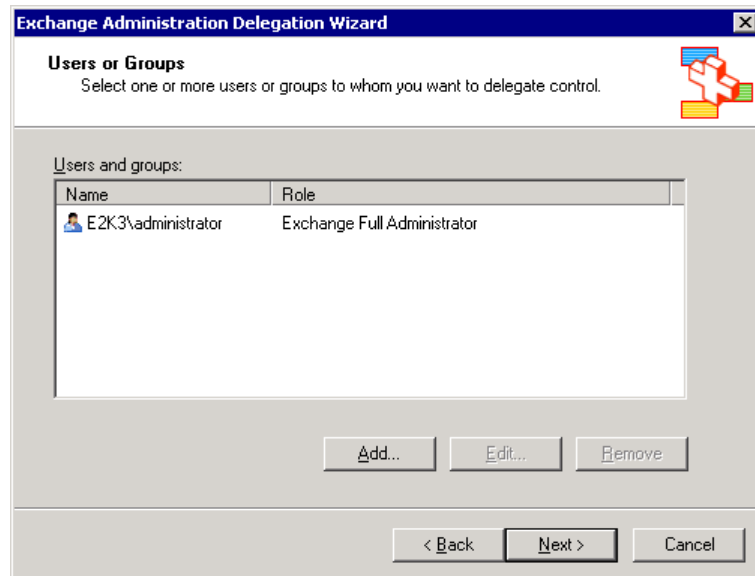 Exchange Administration Delegation Wizard
Users or Groups
Select one or more users or groups to whom you want to delegate control.
Users and groups:
Name Role
E2K3\administrator Exchange Full Administrator
Add... Edit... Remove
< Back Next > Cancel